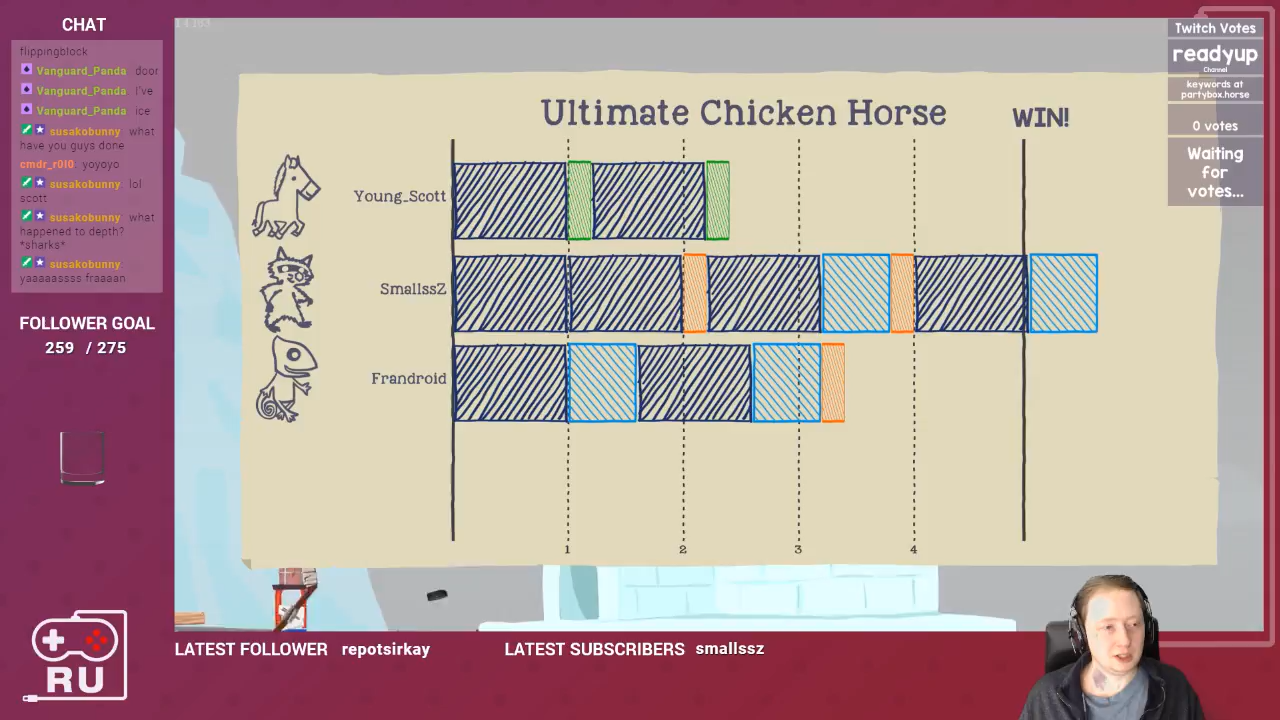 CHAT
flippingblock
Vanguard_Panda door
Vanguard_Panda I've
Vanguard_Panda ice
susakobunny what
have you guys done
cmdr_r0l0 yoyoyo
susakobunny lol
scott
susakobunny what
happened to depth?
*sharks*
susakobunny
yaaaaassss fraaaan
FOLLOWER GOAL
259 / 275
RU
Ultimate Chicken Horse
WIN!
Young_Scott
SmallssZ
Frandroid
1 2 3 4
LATEST FOLLOWER repotsirkay
LATEST SUBSCRIBERS smallssz
Twitch Votes
readyup
Channel
keywords at
partybox.horse
0 votes
Waiting
for
votes...